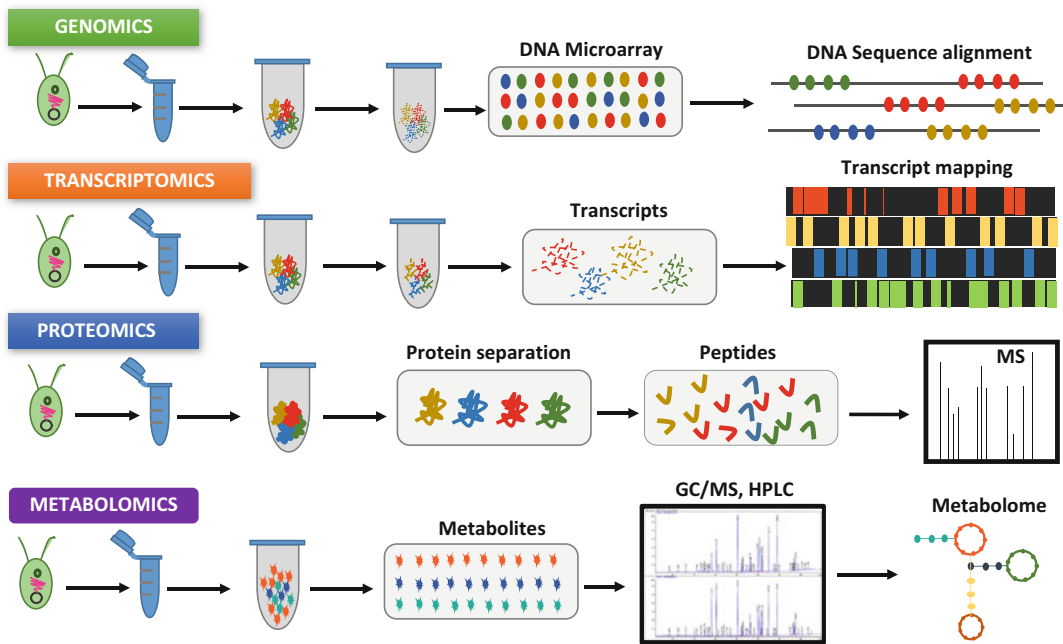 GENOMICS
DNA Microarray
DNA Sequence alignment
TRANSCRIPTOMICS
Transcripts
Transcript mapping
PROTEOMICS
Protein separation
Peptides
MS
METABOLOMICS
Metabolites
GC/MS, HPLC
Metabolome